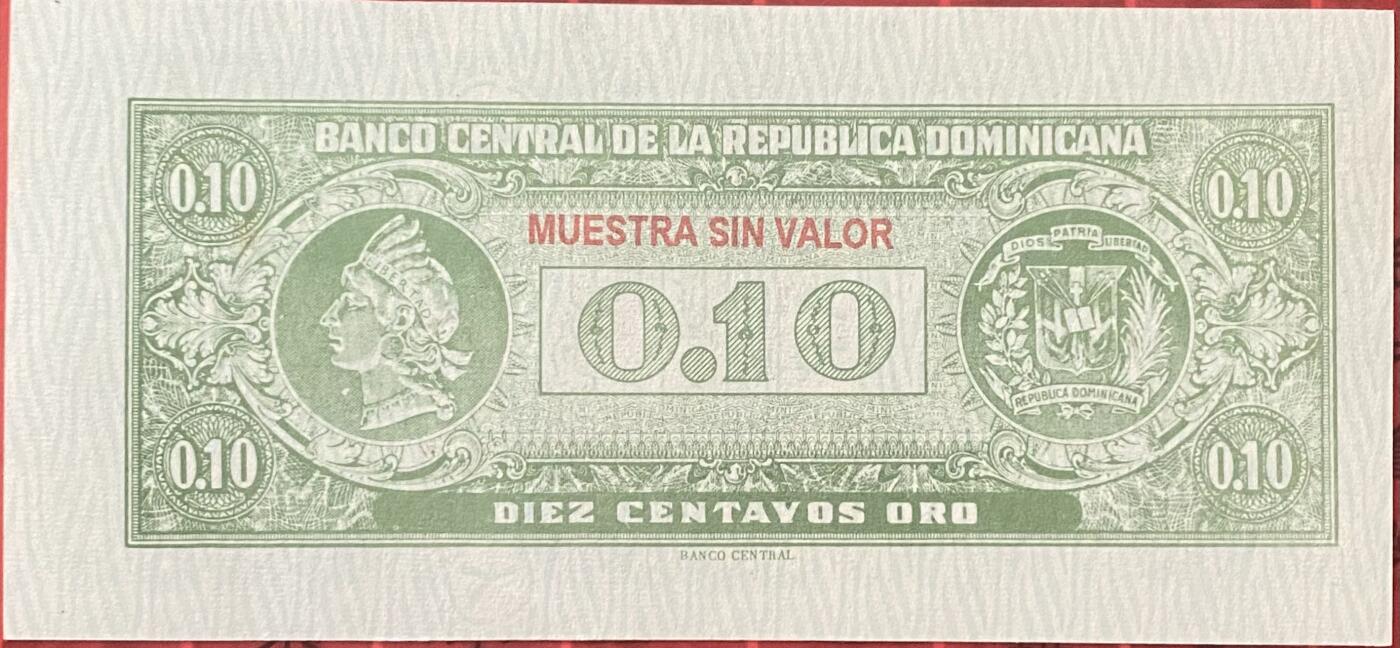 BANCO CENTRAL DE LA REPUBLICA DOMINICANA
0.10
0.10
MUESTRA SIN VALOR
DIOS PATRIA LIBERTAD
LIBERTAD
0.10
REPUBLICA DOMINICANA
0.10
0.10
DIEZ CENTAVOS ORO
BANCO CENTRAL